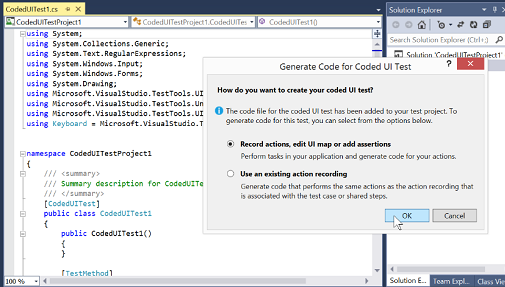 CodedUITest1.cs
CodedUITestProject1
CodedUITestProject1.CodedUITes
CodedUITest1()
using System;
using System.Collections.Generic;
using System.Text.RegularExpressions;
using System.Windows.Input;
using System.Windows.Forms;
using System.Drawing;
using Microsoft.VisualStudio.TestTools.UI
using Microsoft.VisualStudio.TestTools.Un
using Microsoft.VisualStudio.TestTools.UI
using Keyboard = Microsoft.VisualStudio.T
namespace CodedUITestProject1
{
/// <summary>
/// Summary description for CodedUITe
/// </summary>
[CodedUITest]
public class CodedUITest1
{
public CodedUITest1()
{
}
[TestMethod]
100 %
Generate Code for Coded UI Test
?
How do you want to create your coded UI test?
The code file for the coded UI test has been added to your test project. To
generate code for this test, you can select from the options below.
Record actions, edit UI map or add assertions
Perform tasks in your application and generate code for your actions.
Use an existing action recording
Generate code that performs the same actions as the action recording that
is associated with the test case or shared steps.
OK
Cancel
Solution Explorer
Search Solution Explorer (Ctrl+;)
Solution 'CodedUITestProject1'
Solution E...
Team Expl...
Class View